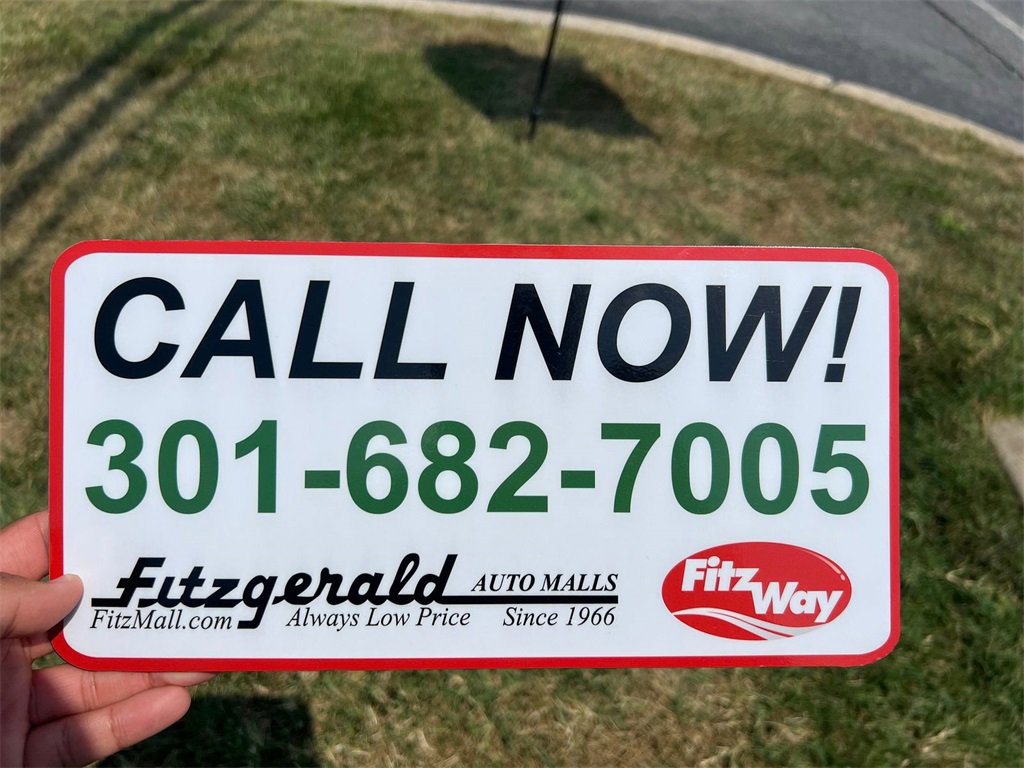 CALL NOW!
301-682-7005
Fitzgerald AUTO MALLS
FitzMall.com Always Low Price Since 1966
Fitz
Way